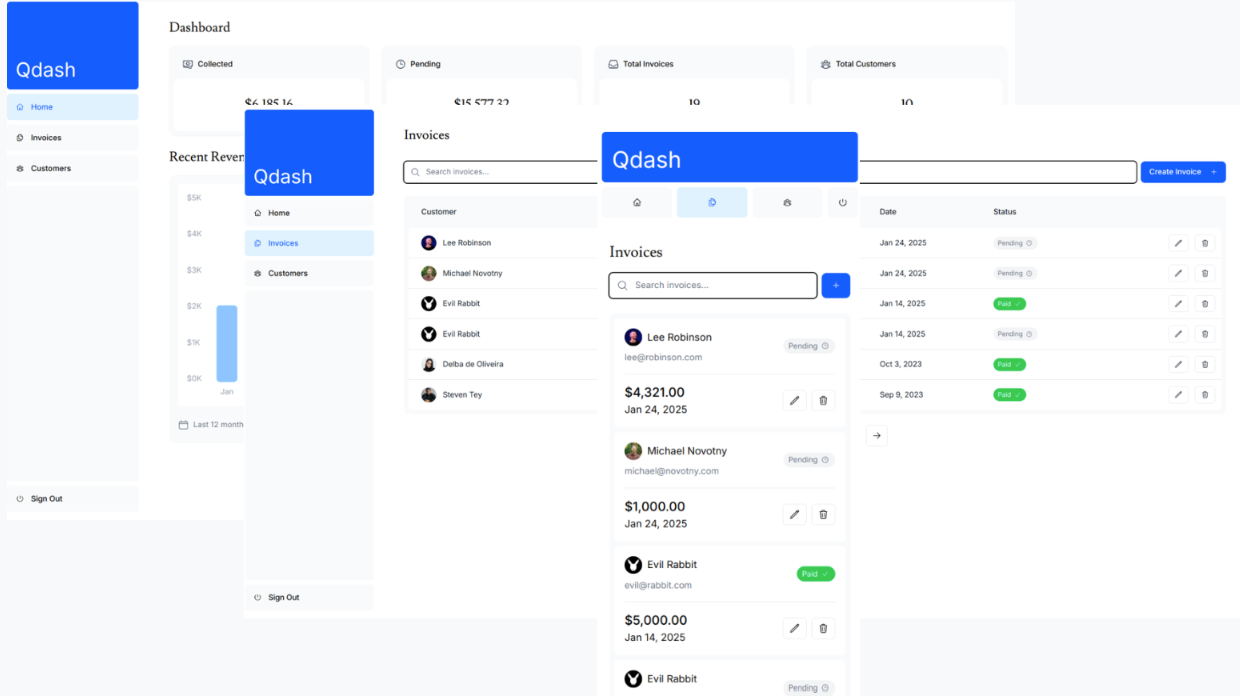 Qdash
Home
Invoices
Customers
Sign Out
Dashboard
Collected
$6,185.16
Pending
$15,577.32
Total Invoices
19
Total Customers
10
Recent Reven
$5K
$4K
$3K
$2K
$1K
$0K
Jan
Last 12 month
Qdash
Home
Invoices
Customers
Sign Out
Invoices
Search invoices...
Create Invoice +
Customer
Date
Status
Lee Robinson
Jan 24, 2025
Pending
Michael Novotny
Jan 24, 2025
Pending
Evil Rabbit
Jan 14, 2025
Paid
Evil Rabbit
Jan 14, 2025
Pending
Delba de Oliveira
Oct 3, 2023
Paid
Steven Tey
Sep 9, 2023
Paid
Qdash
Invoices
Search invoices...
+
Lee Robinson
lee@robinson.com
Pending
$4,321.00
Jan 24, 2025
Michael Novotny
michael@novotny.com
Pending
$1,000.00
Jan 24, 2025
Evil Rabbit
evil@rabbit.com
Paid
$5,000.00
Jan 14, 2025
Evil Rabbit
Pending